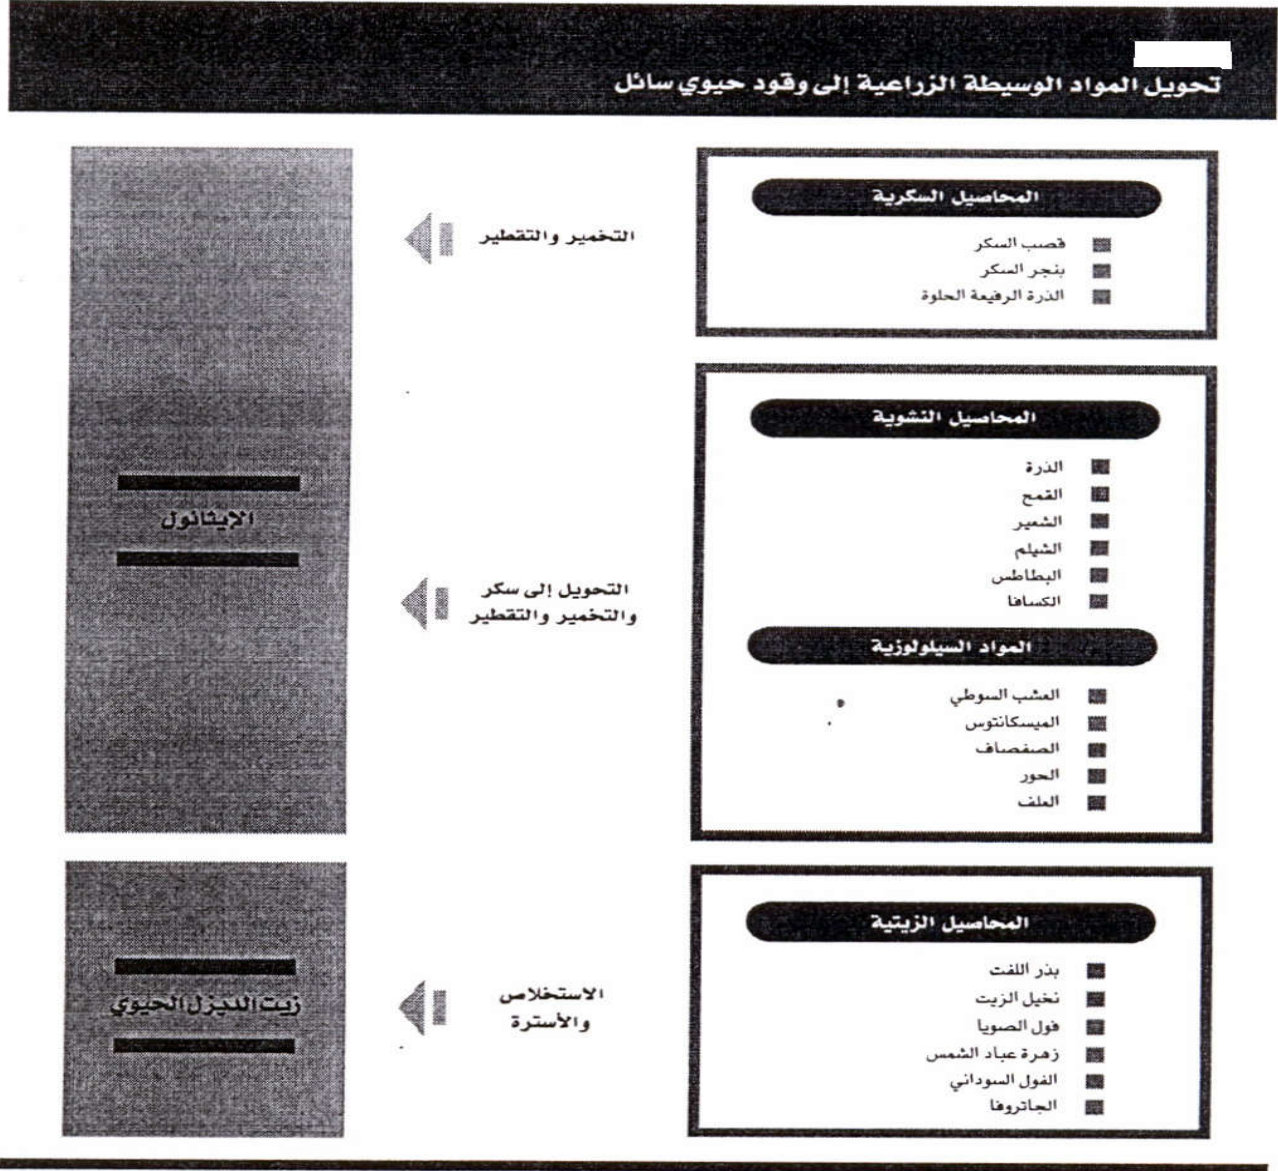 تحويل المواد الوسيطة الزراعية إلى وقود حيوي سائل
المحاصيل السكرية
قصب السكر
بنجر السكر
الذرة الرفيعة الحلوة
التخمير والتقطير
المحاصيل النشوية
الذرة
القمح
الشعير
الشيلم
البطاطس
الكسافا
المواد السيلولوزية
العشب السوطي
الميسكانتوس
الصفصاف
الحور
العلف
التحويل إلى سكر
والتخمير والتقطير
الإيثانول
المحاصيل الزيتية
بذر اللفت
نخيل الزيت
فول الصويا
زهرة عباد الشمس
الفول السوداني
الجاتروفا
الاستخلاص
والأسترة
زيت الديزل الحيوي